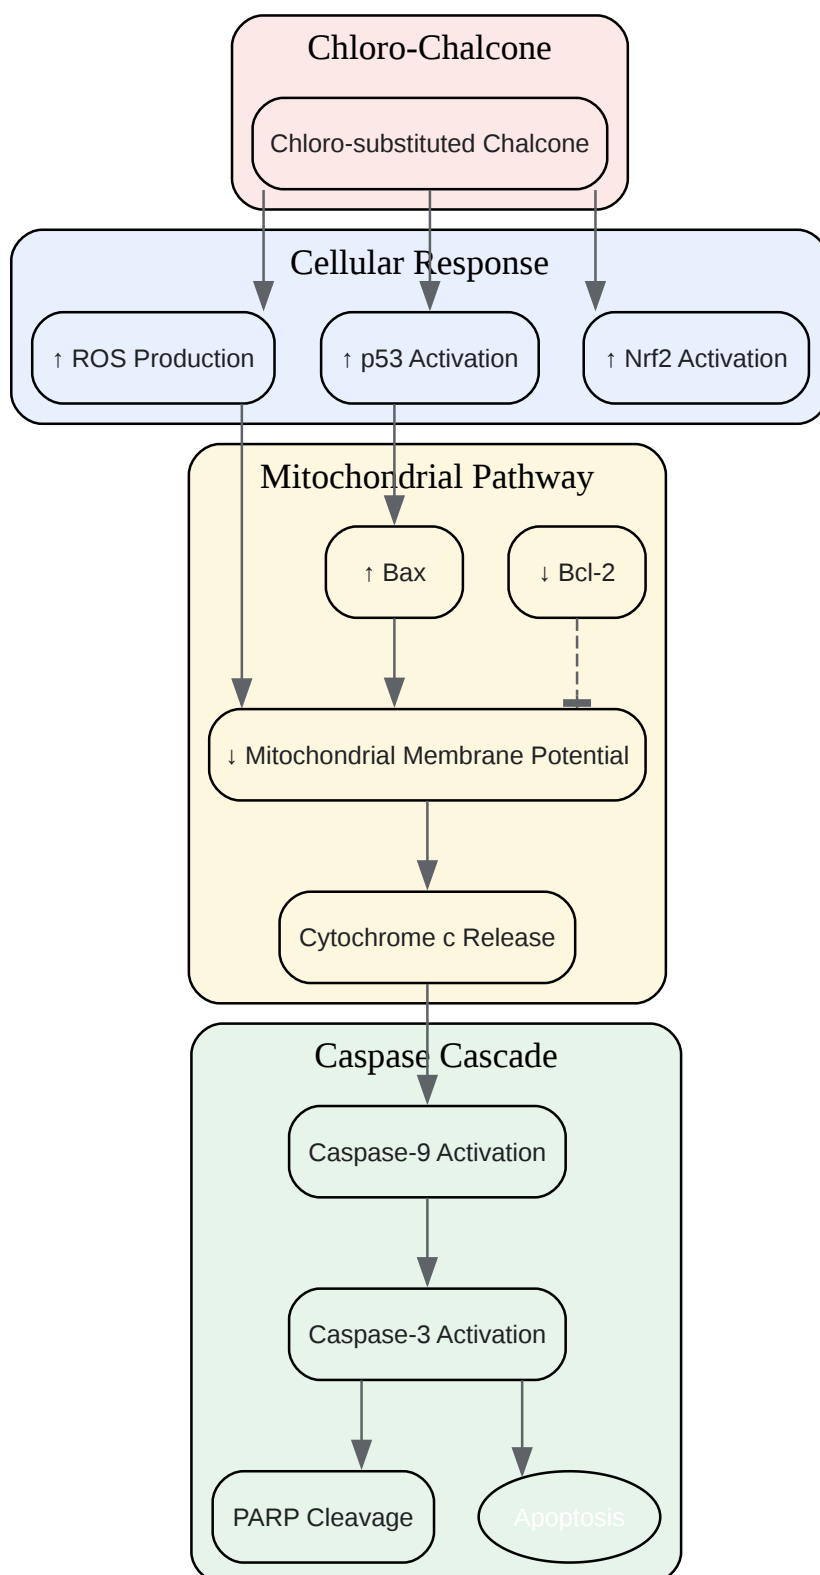 Chloro-Chalcone
Chloro-substituted Chalcone
Cellular Response
↑ ROS Production
↑ p53 Activation
↑ Nrf2 Activation
Mitochondrial Pathway
↑ Bax
↓ Bcl-2
↓ Mitochondrial Membrane Potential
Cytochrome c Release
Caspase Cascade
Caspase-9 Activation
Caspase-3 Activation
PARP Cleavage
Apoptosis